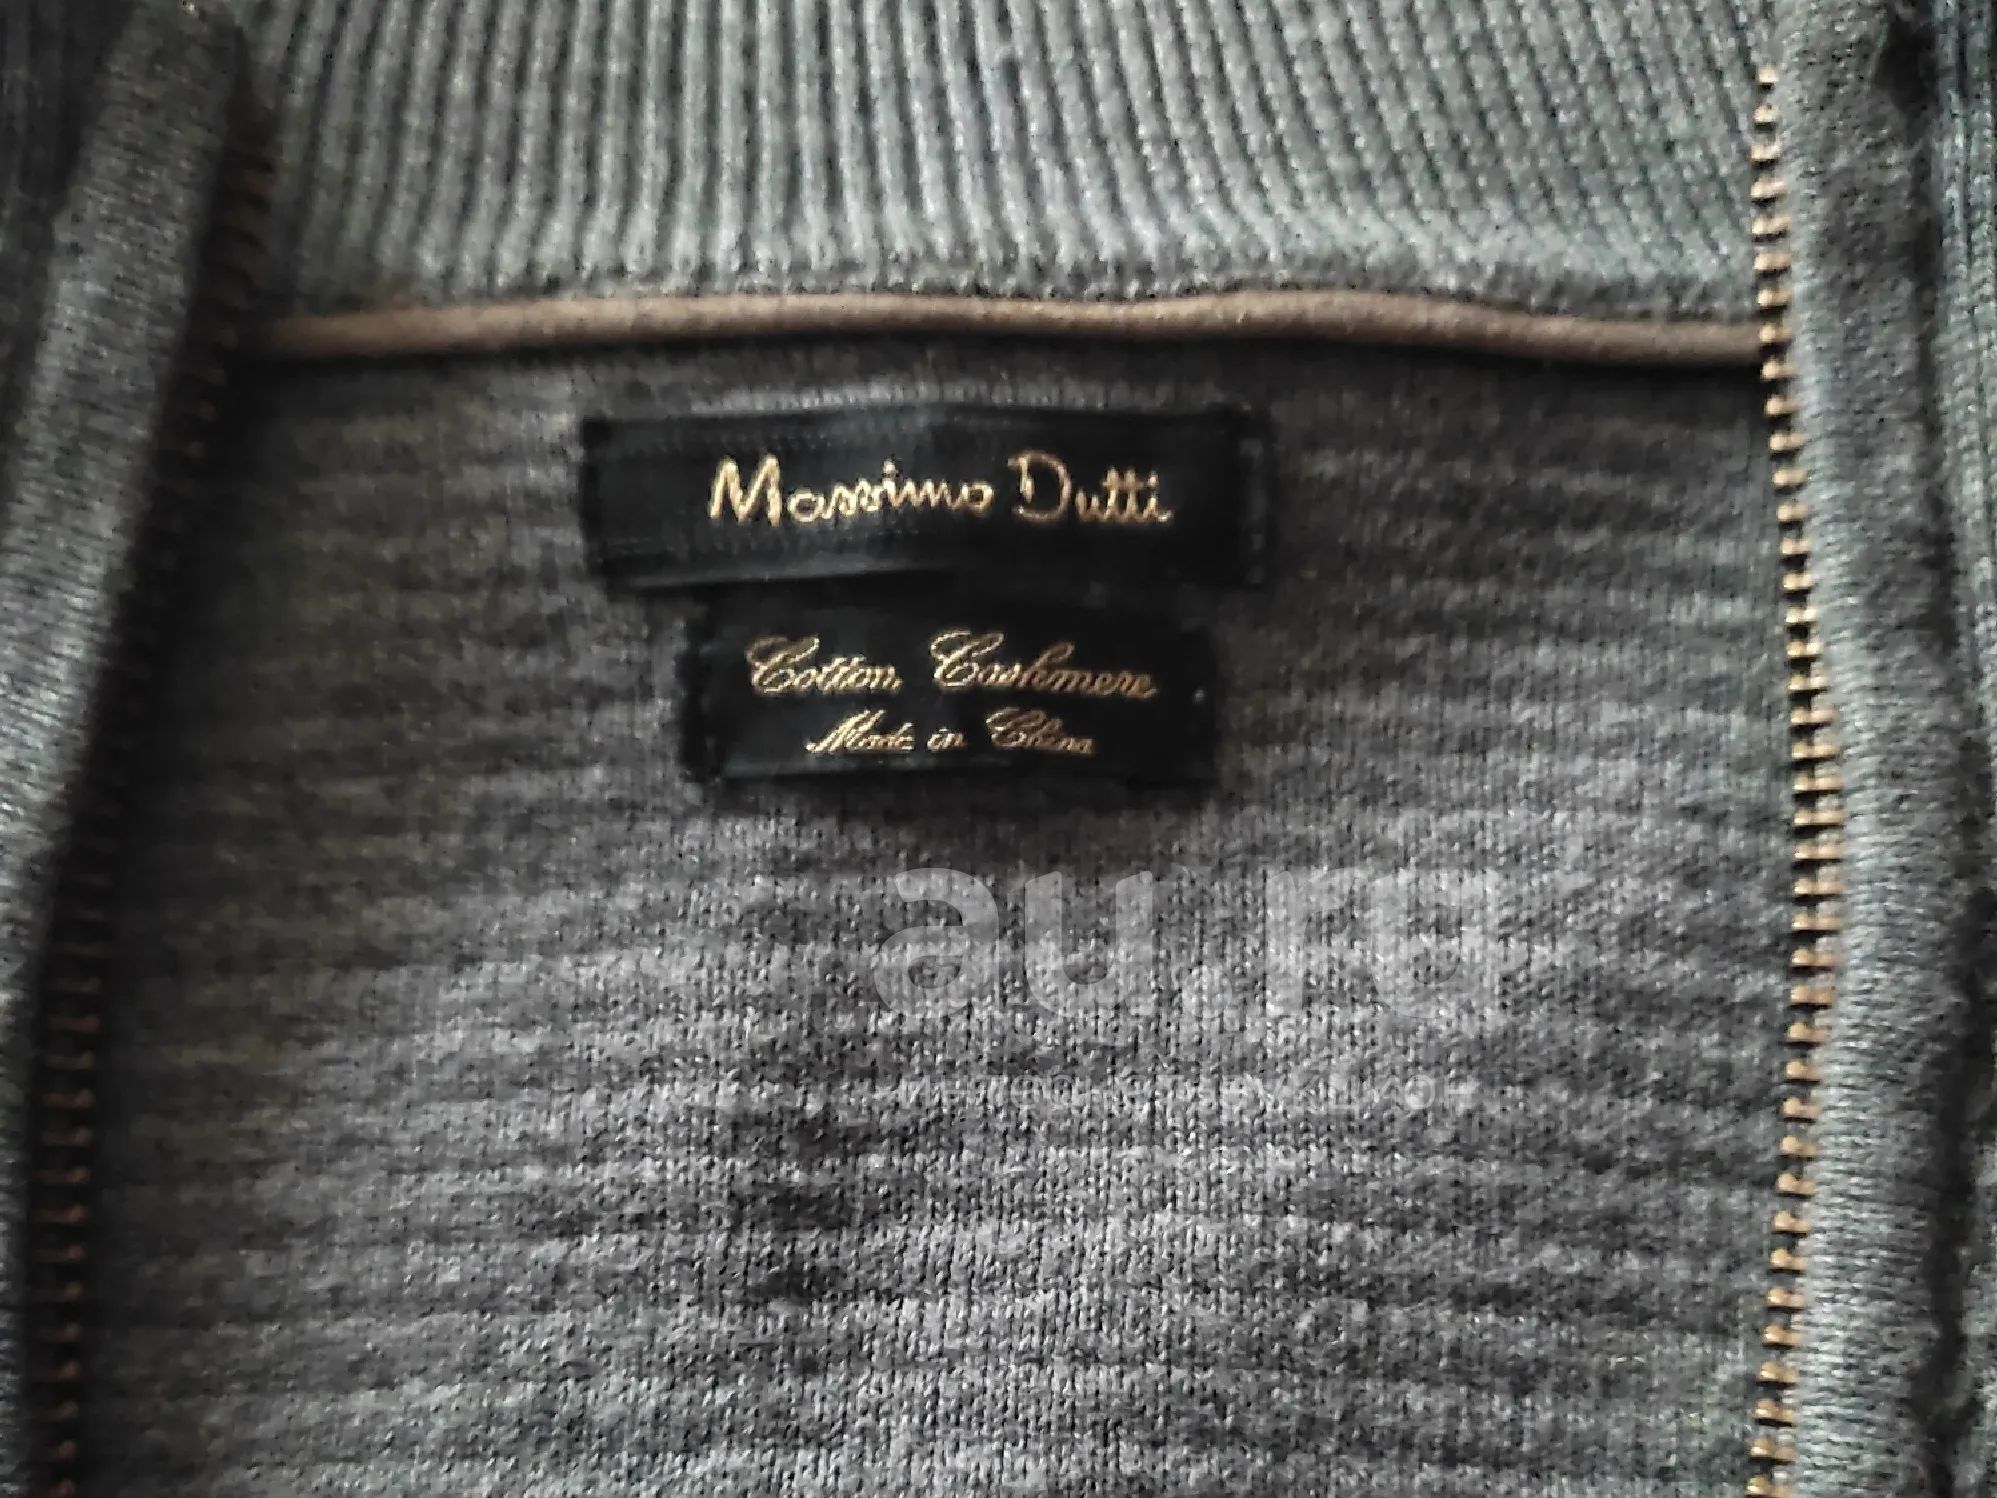 Massimo Dutti
Cotton Cashmere
Made in China
au.ru